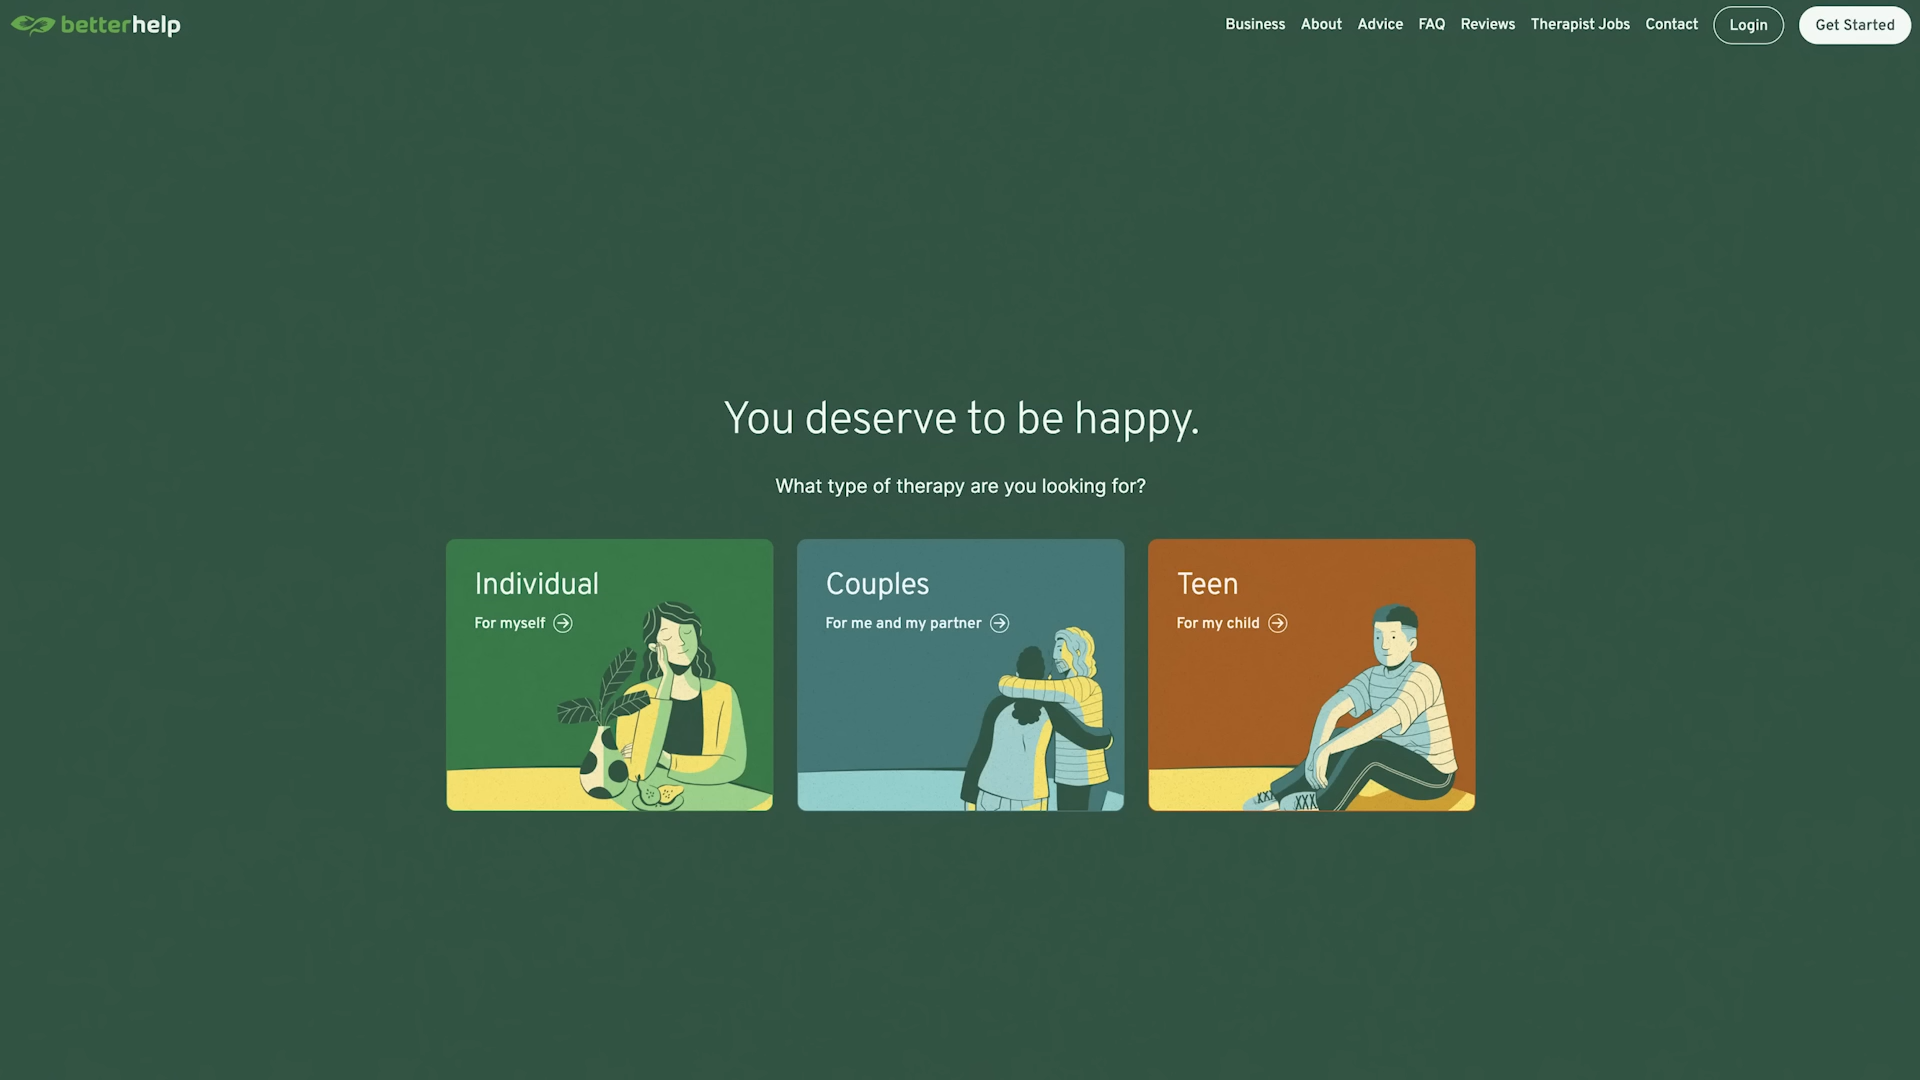 betterhelp
Business About Advice FAQ Reviews Therapist Jobs Contact Login Get Started
You deserve to be happy.
What type of therapy are you looking for?
Individual
For myself
Couples
For me and my partner
Teen
For my child